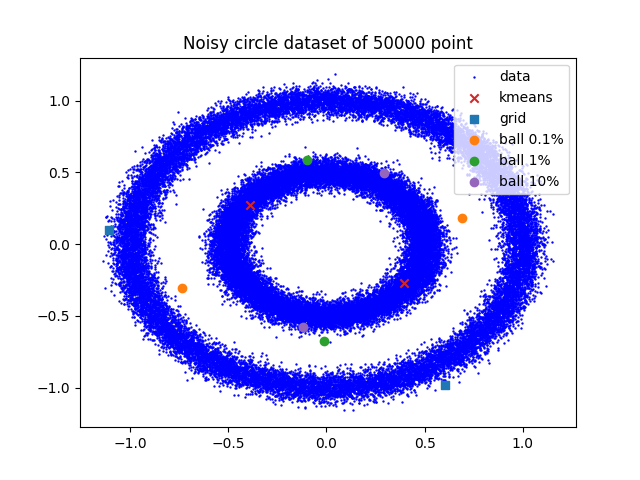 Noisy circle dataset of 50000 point
data
kmeans
grid
ball 0.1%
ball 1%
ball 10%
1.0
0.5
0.0
−0.5
−1.0
−1.0 −0.5 0.0 0.5 1.0